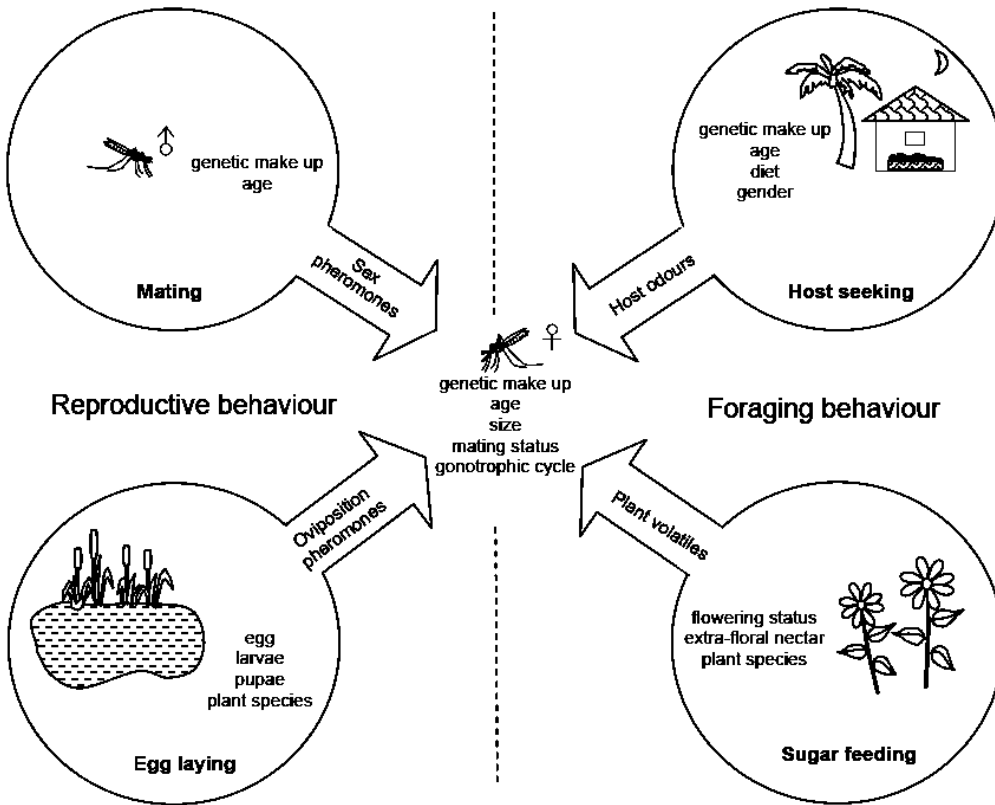 genetic make up
age
Mating
Sex
pheromones
genetic make up
age
diet
gender
Host seeking
Host odours
♀
genetic make up
age
size
mating status
gonotrophic cycle
♂
Reproductive behaviour
Foraging behaviour
Oviposition
pheromones
egg
larvae
pupae
plant species
Egg laying
Plant volatiles
flowering status
extra-floral nectar
plant species
Sugar feeding